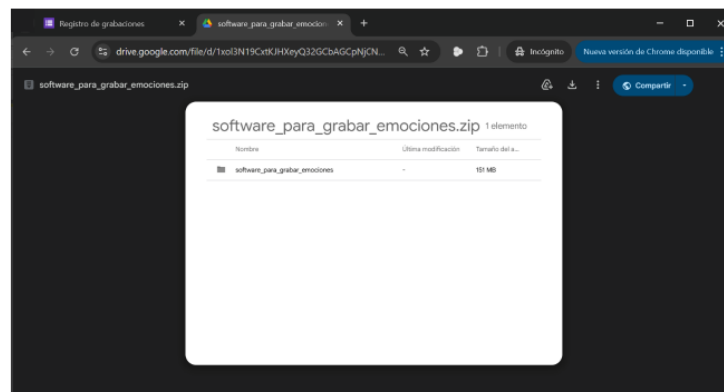 Registro de grabaciones
software_para_grabar_emocion
drive.google.com/file/d/1xol3N19CxtKJHXeyQ32GCbAGCpNjCN...
Incógnito
Nueva versión de Chrome disponible
software_para_grabar_emociones.zip
Compartir
software_para_grabar_emociones.zip 1 elemento
Nombre Última modificación Tamaño del a...
software_para_grabar_emociones – 151 MB